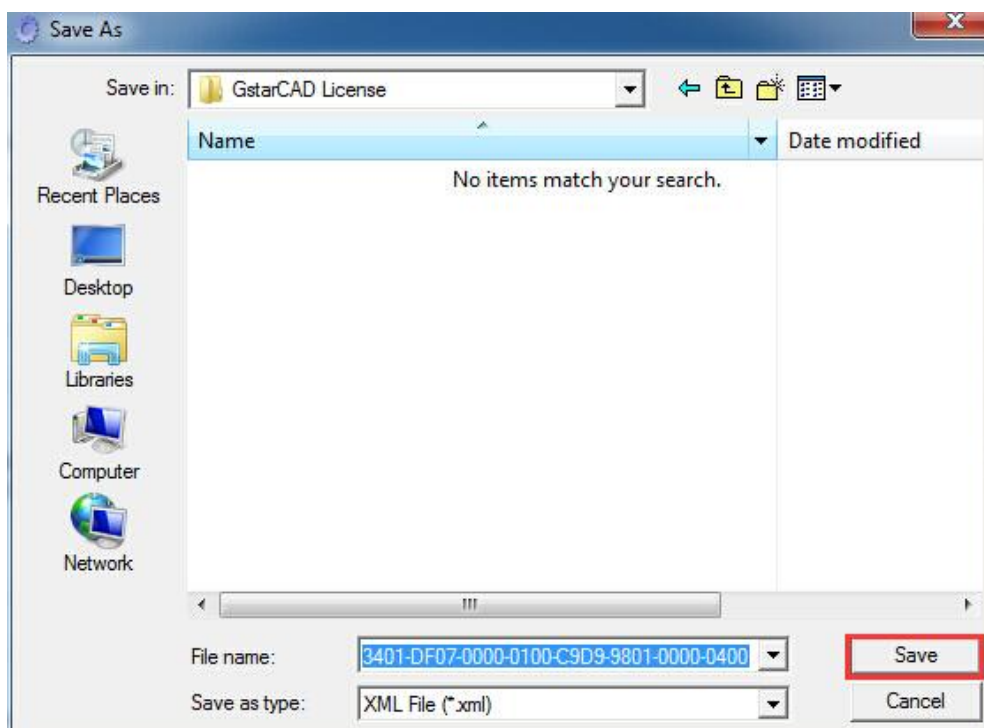 Save As
Save in:
GstarCAD License
Name
Date modified
No items match your search.
Recent Places
Desktop
Libraries
Computer
Network
File name:
3401-DF07-0000-0100-C9D9-9801-0000-0400
Save
Save as type:
XML File (*.xml)
Cancel